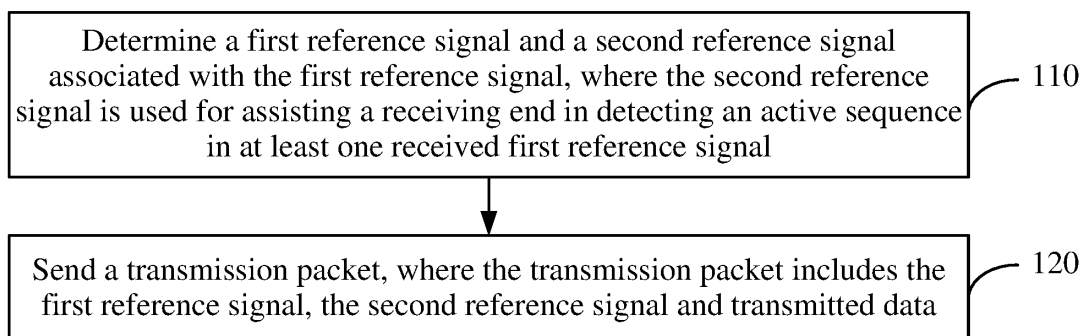 Determine a first reference signal and a second reference signal
associated with the first reference signal, where the second reference
signal is used for assisting a receiving end in detecting an active sequence
in at least one received first reference signal
110
Send a transmission packet, where the transmission packet includes the
first reference signal, the second reference signal and transmitted data
120